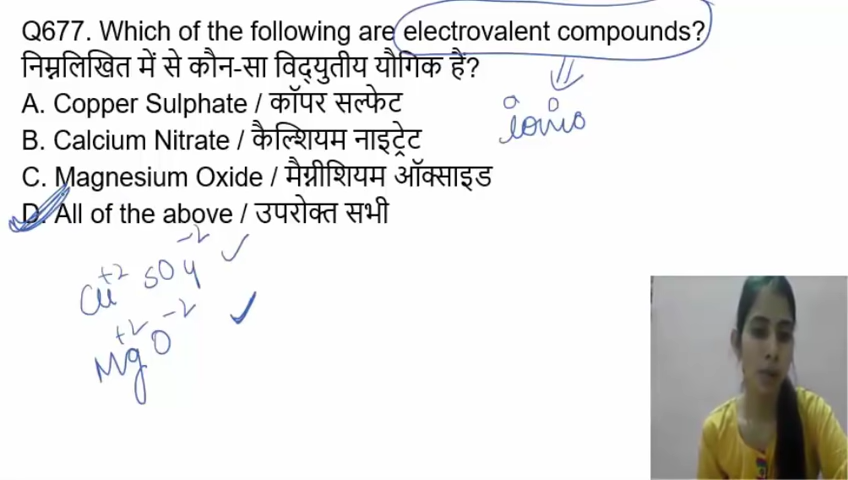 Q677. Which of the following are electrovalent compounds?
निम्नलिखित में से कौन-सा विद्युतीय यौगिक हैं?
ionic
A. Copper Sulphate / कॉपर सल्फेट
B. Calcium Nitrate / कैल्शियम नाइट्रेट
C. Magnesium Oxide / मैग्नीशियम ऑक्साइड
D. All of the above / उपरोक्त सभी
Cu+2 SO4-2
Mg+2 O-2